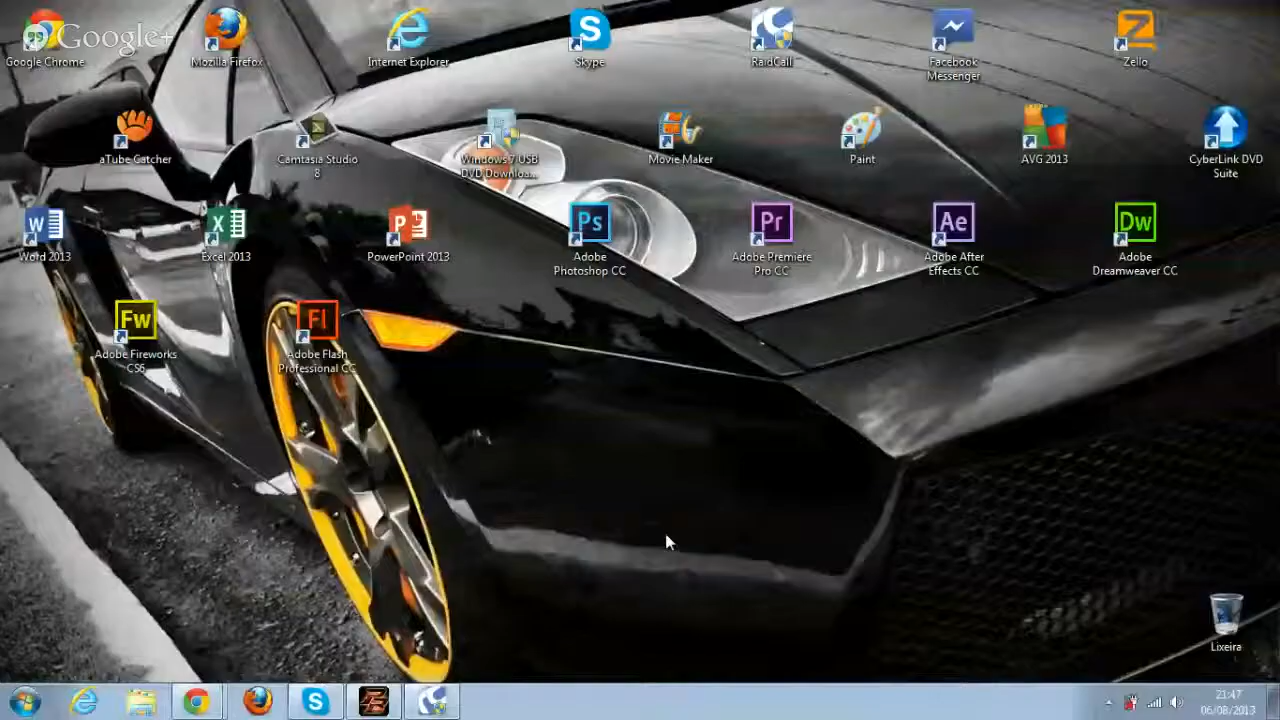 Google+
Google Chrome
Mozilla Firefox
Internet Explorer
Skype
RaidCall
Facebook
Messenger
Zello
aTube Catcher
Camtasia Studio
8
Windows 7 USB
DVD Downloa...
Movie Maker
Paint
AVG 2013
CyberLink DVD
Suite
Word 2013
Excel 2013
PowerPoint 2013
Ps
Adobe
Photoshop CC
Pr
Adobe Premiere
Pro CC
Ae
Adobe After
Effects CC
Dw
Adobe
Dreamweaver CC
Fw
Adobe Fireworks
CS6
Fl
Adobe Flash
Professional CC
Lixeira
21:47
06/08/2013